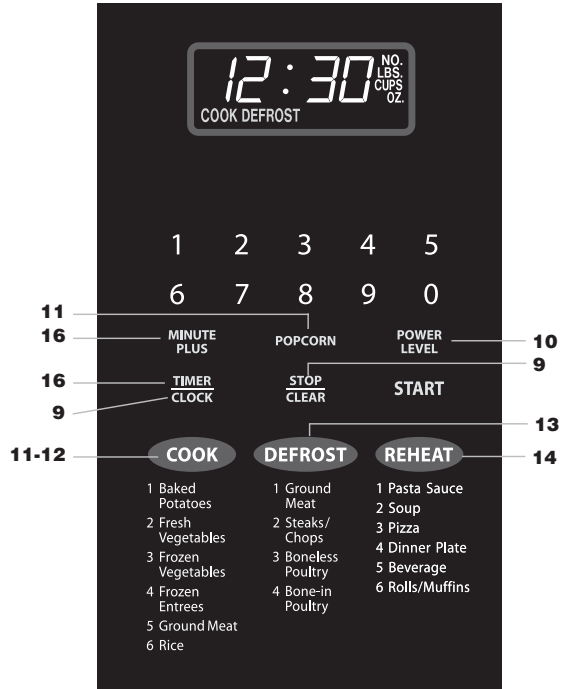 12:30
NO.
LBS.
CUPS
OZ.
COOK DEFROST
1 2 3 4 5
6 7 8 9 0
11
16
MINUTE
PLUS
POPCORN
POWER
LEVEL
10
16
TIMER
CLOCK
9
STOP
CLEAR
9
START
13
11-12
COOK
DEFROST
REHEAT
14
1 Baked
Potatoes
2 Fresh
Vegetables
3 Frozen
Vegetables
4 Frozen
Entrees
5 Ground Meat
6 Rice
1 Ground
Meat
2 Steaks/
Chops
3 Boneless
Poultry
4 Bone-in
Poultry
1 Pasta Sauce
2 Soup
3 Pizza
4 Dinner Plate
5 Beverage
6 Rolls/Muffins